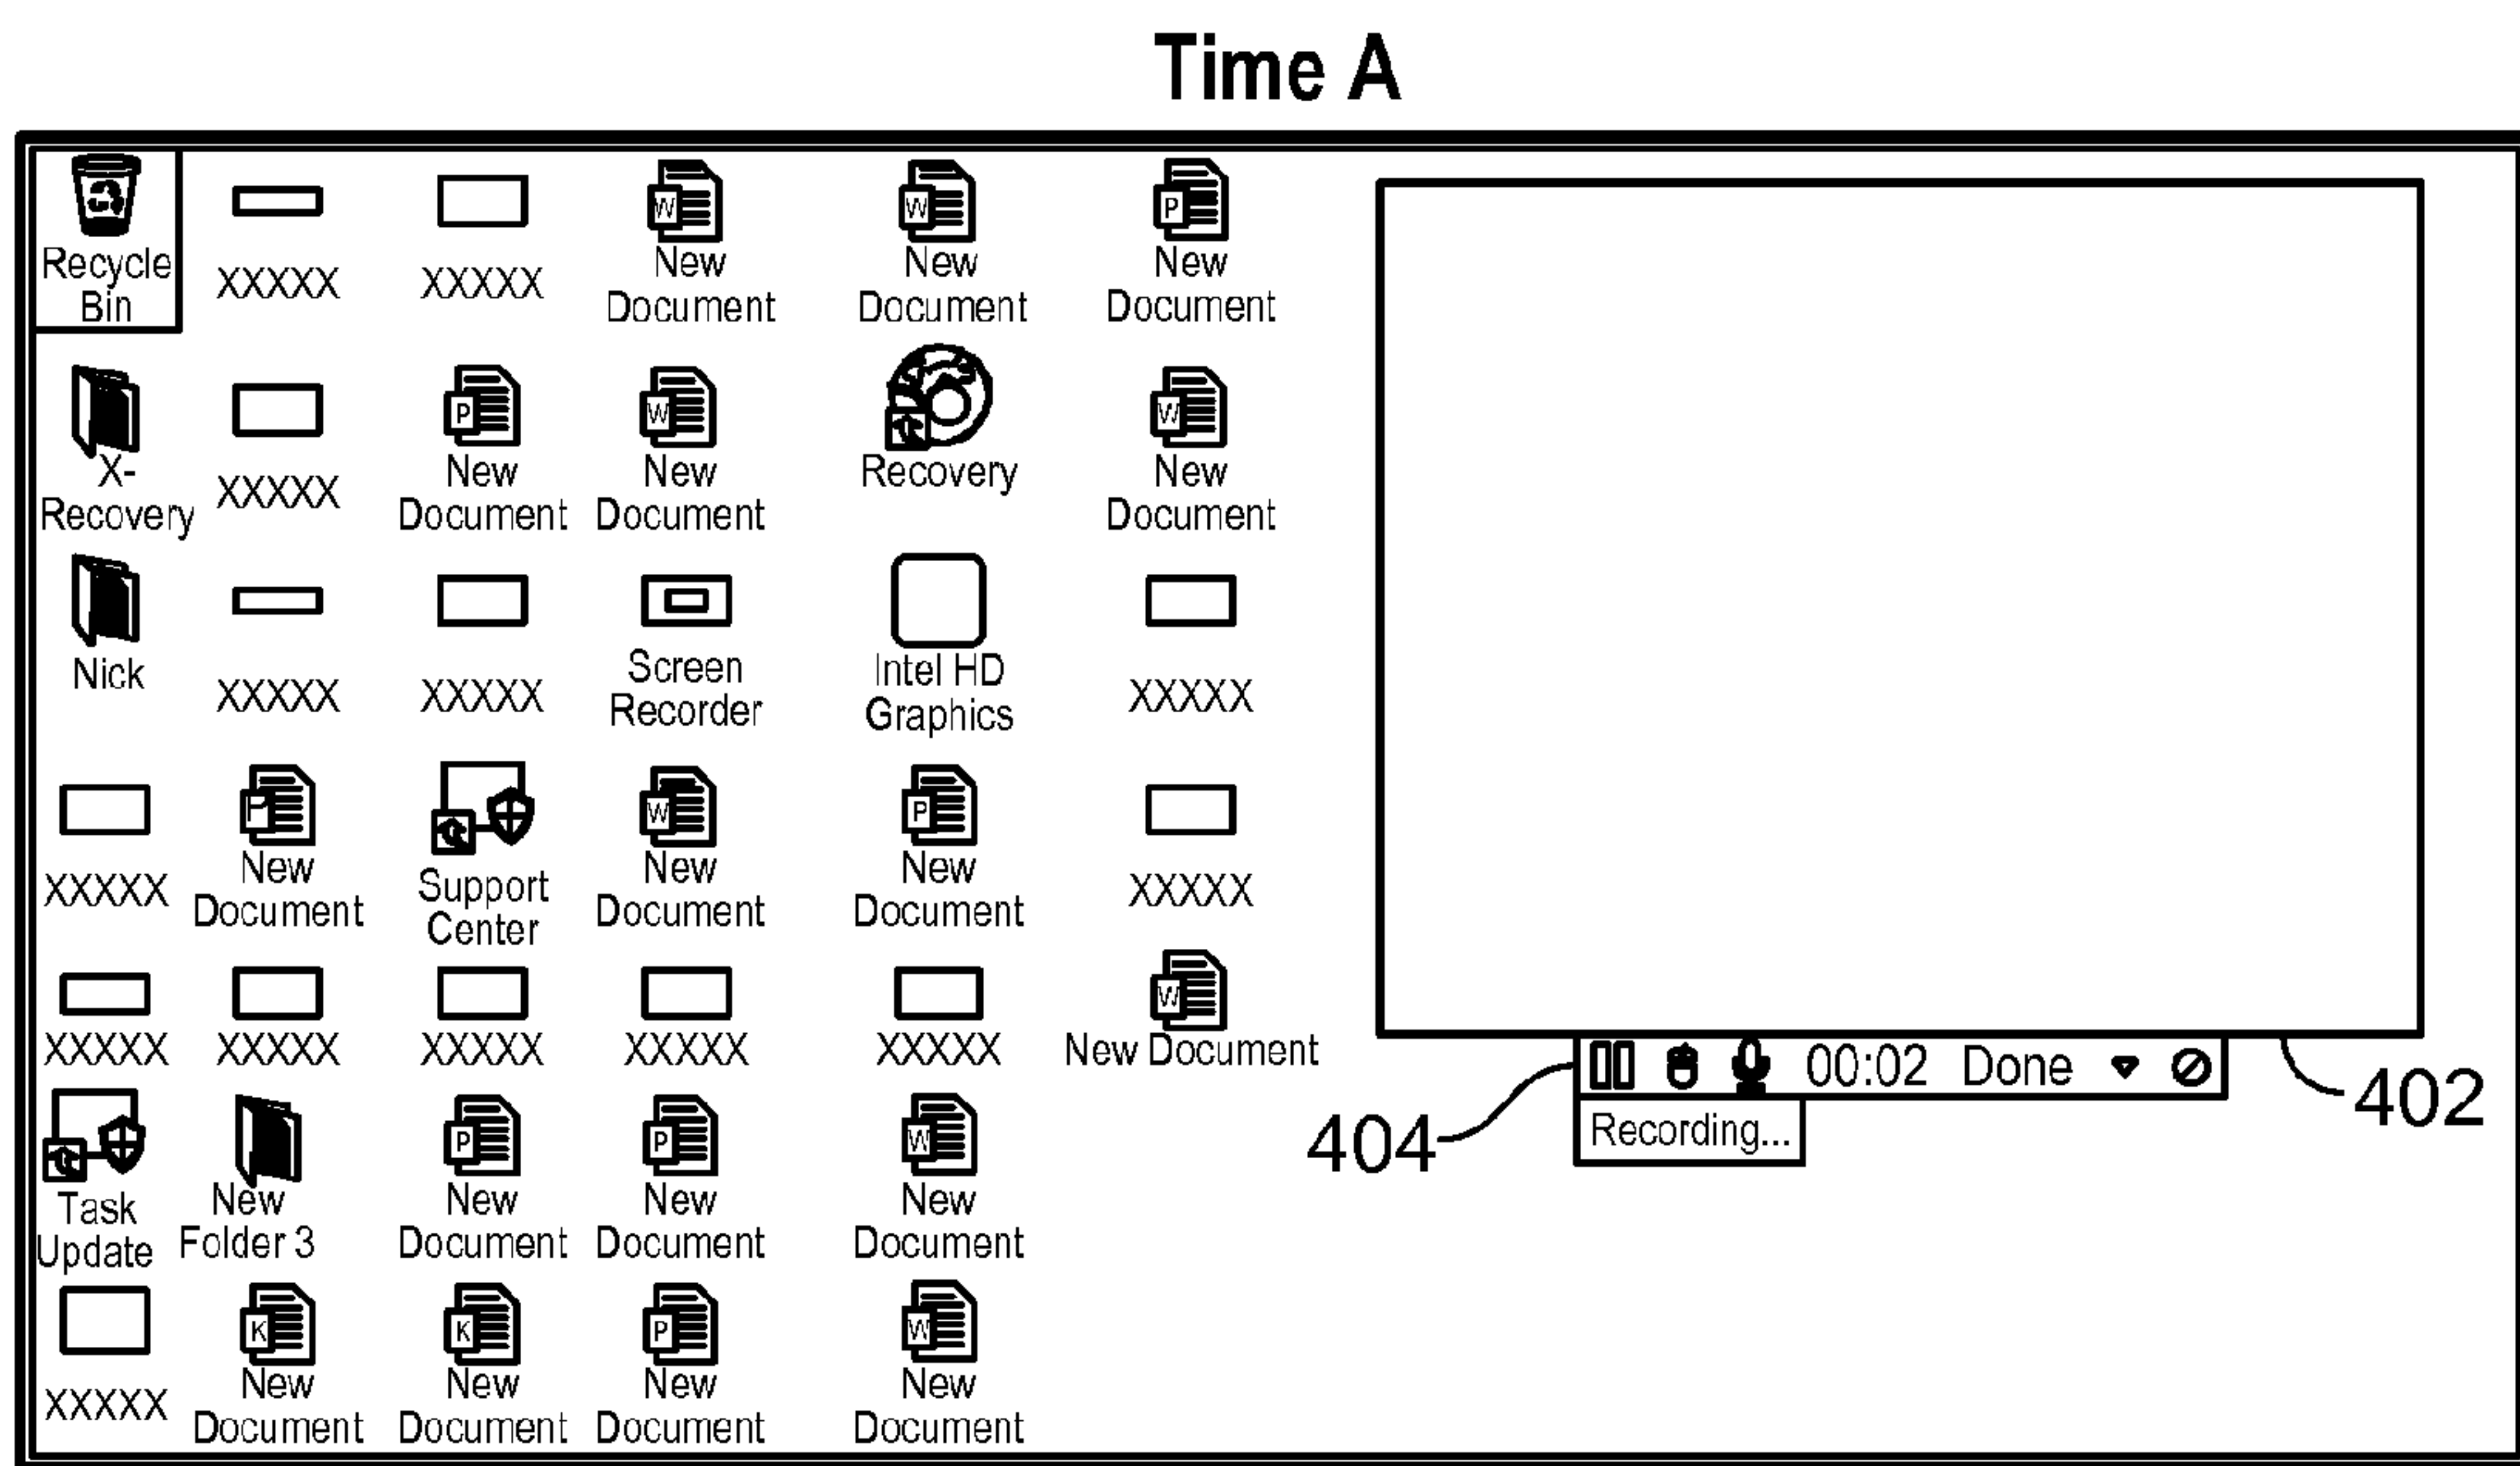 Time A
Recycle
Bin
XXXXX
XXXXX
W
New
Document
W
New
Document
P
New
Document
X-
Recovery
XXXXX
P
New
Document
W
New
Document
Recovery
W
New
Document
Nick
XXXXX
XXXXX
Screen
Recorder
Intel HD
Graphics
XXXXX
XXXXX
P
New
Document
Support
Center
W
New
Document
P
New
Document
XXXXX
XXXXX
XXXXX
XXXXX
XXXXX
XXXXX
W
New Document
Task
Update
New
Folder 3
P
New
Document
P
New
Document
W
New
Document
XXXXX
K
New
Document
K
New
Document
P
New
Document
W
New
Document
00:02 Done
Recording...
404
402